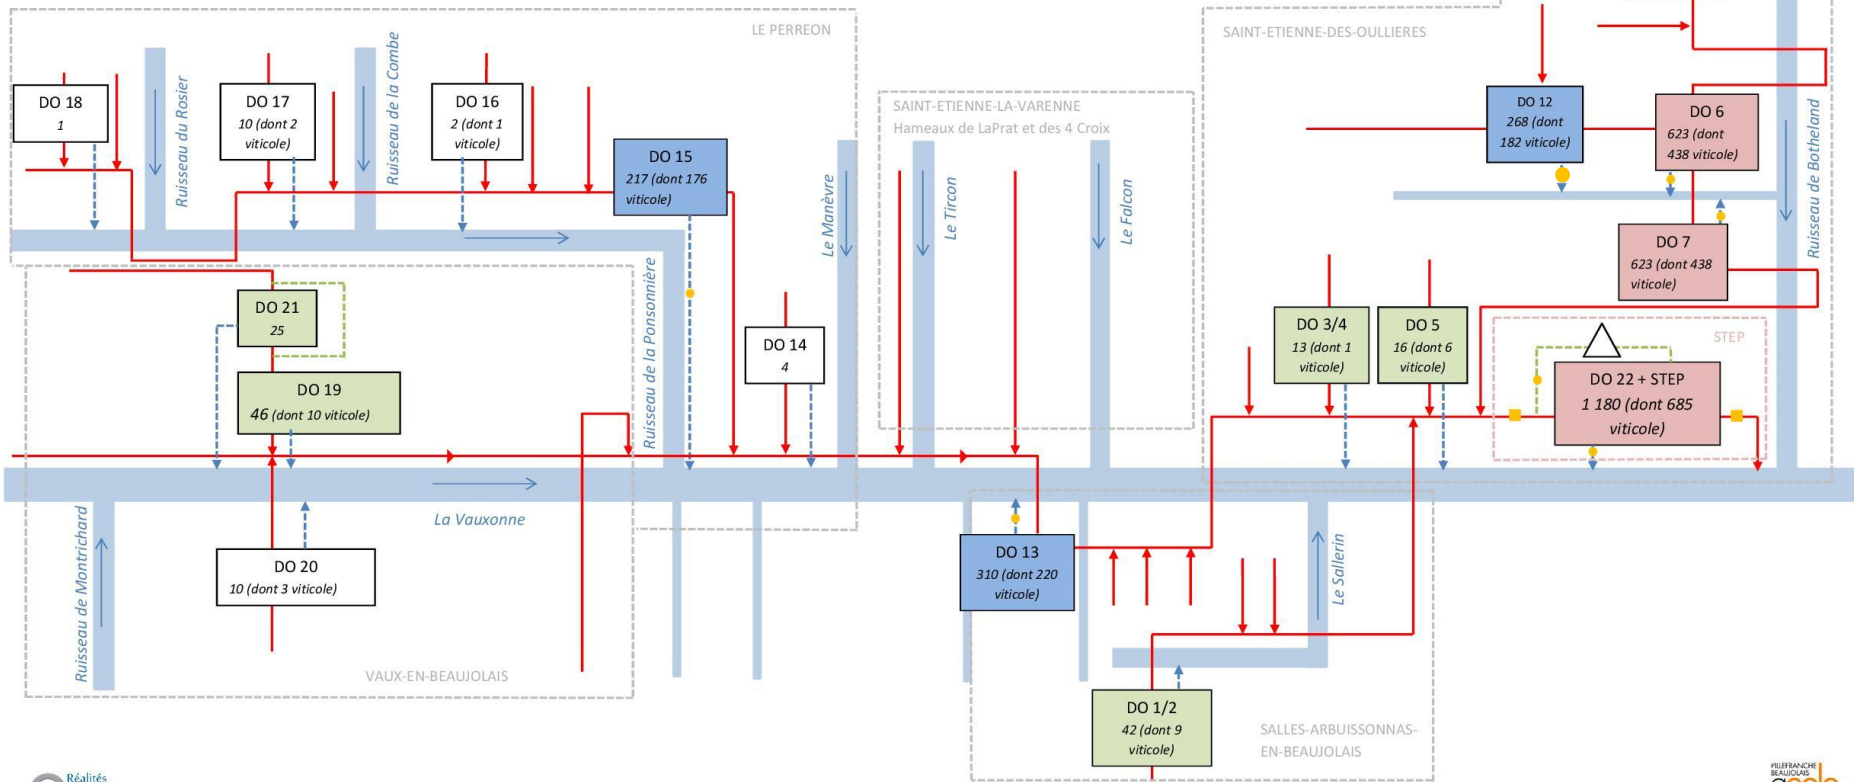 LE PERREON
SAINT-ETIENNE-DES-OULLIERES
DO 18
1
Ruisseau du Rosier
DO 17
10 (dont 2
viticole)
Ruisseau de la Combe
DO 16
2 (dont 1
viticole)
DO 15
217 (dont 176
viticole)
Le Manèvre
SAINT-ETIENNE-LA-VARENNE
Hameaux de LaPrat et des 4 Croix
Le Tircon
Le Falcon
DO 12
268 (dont
182 viticole)
DO 6
623 (dont
438 viticole)
Ruisseau de Botheland
DO 7
623 (dont 438
viticole)
DO 21
25
DO 19
46 (dont 10 viticole)
Ruisseau de la Ponsonnière
DO 14
4
DO 3/4
13 (dont 1
viticole)
DO 5
16 (dont 6
viticole)
STEP
DO 22 + STEP
1 180 (dont 685
viticole)
Ruisseau de Montrichard
La Vauxonne
DO 20
10 (dont 3 viticole)
VAUX-EN-BEAUJOLAIS
DO 13
310 (dont 220
viticole)
Le Sallerin
DO 1/2
42 (dont 9
viticole)
SALLES-ARBUISSONNAS-
EN-BEAUJOLAIS
Réalités
VILLEFRANCHE
BEAUJOLAIS